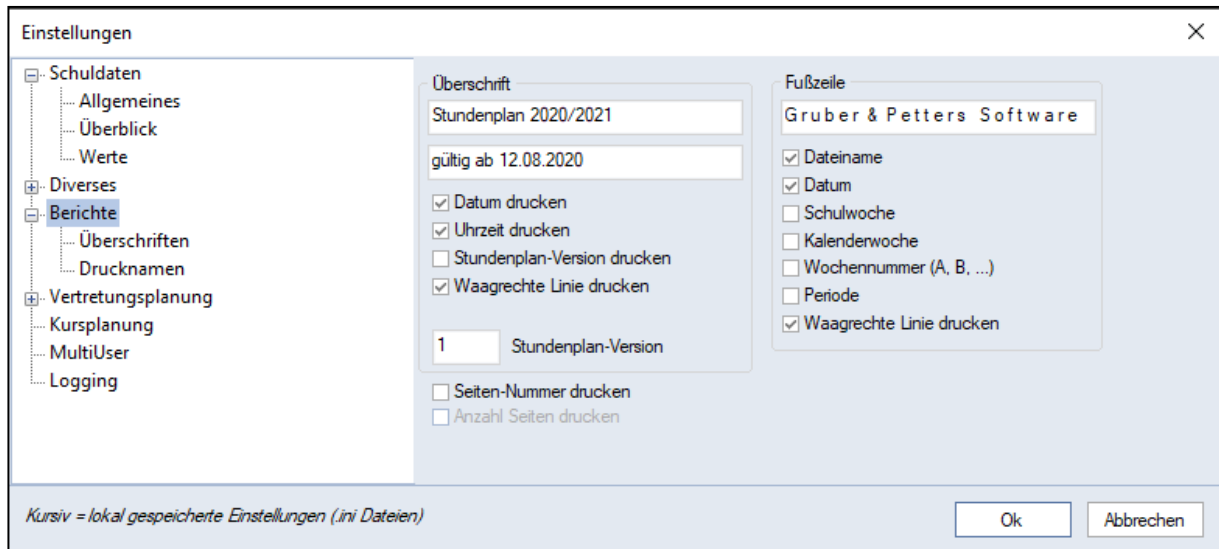 Einstellungen
Schuldaten
Allgemeines
Überblick
Werte
Diverses
Berichte
Überschriften
Drucknamen
Vertretungsplanung
Kursplanung
MultiUser
Logging
Überschrift
Stundenplan 2020/2021
gültig ab 12.08.2020
Datum drucken
Uhrzeit drucken
Stundenplan-Version drucken
Waagrechte Linie drucken
1 Stundenplan-Version
Seiten-Nummer drucken
Anzahl Seiten drucken
Fußzeile
Gruber & Petters Software
Dateiname
Datum
Schulwoche
Kalenderwoche
Wochennummer (A, B, ...)
Periode
Waagrechte Linie drucken
Kursiv = lokal gespeicherte Einstellungen (.ini Dateien)
Ok Abbrechen